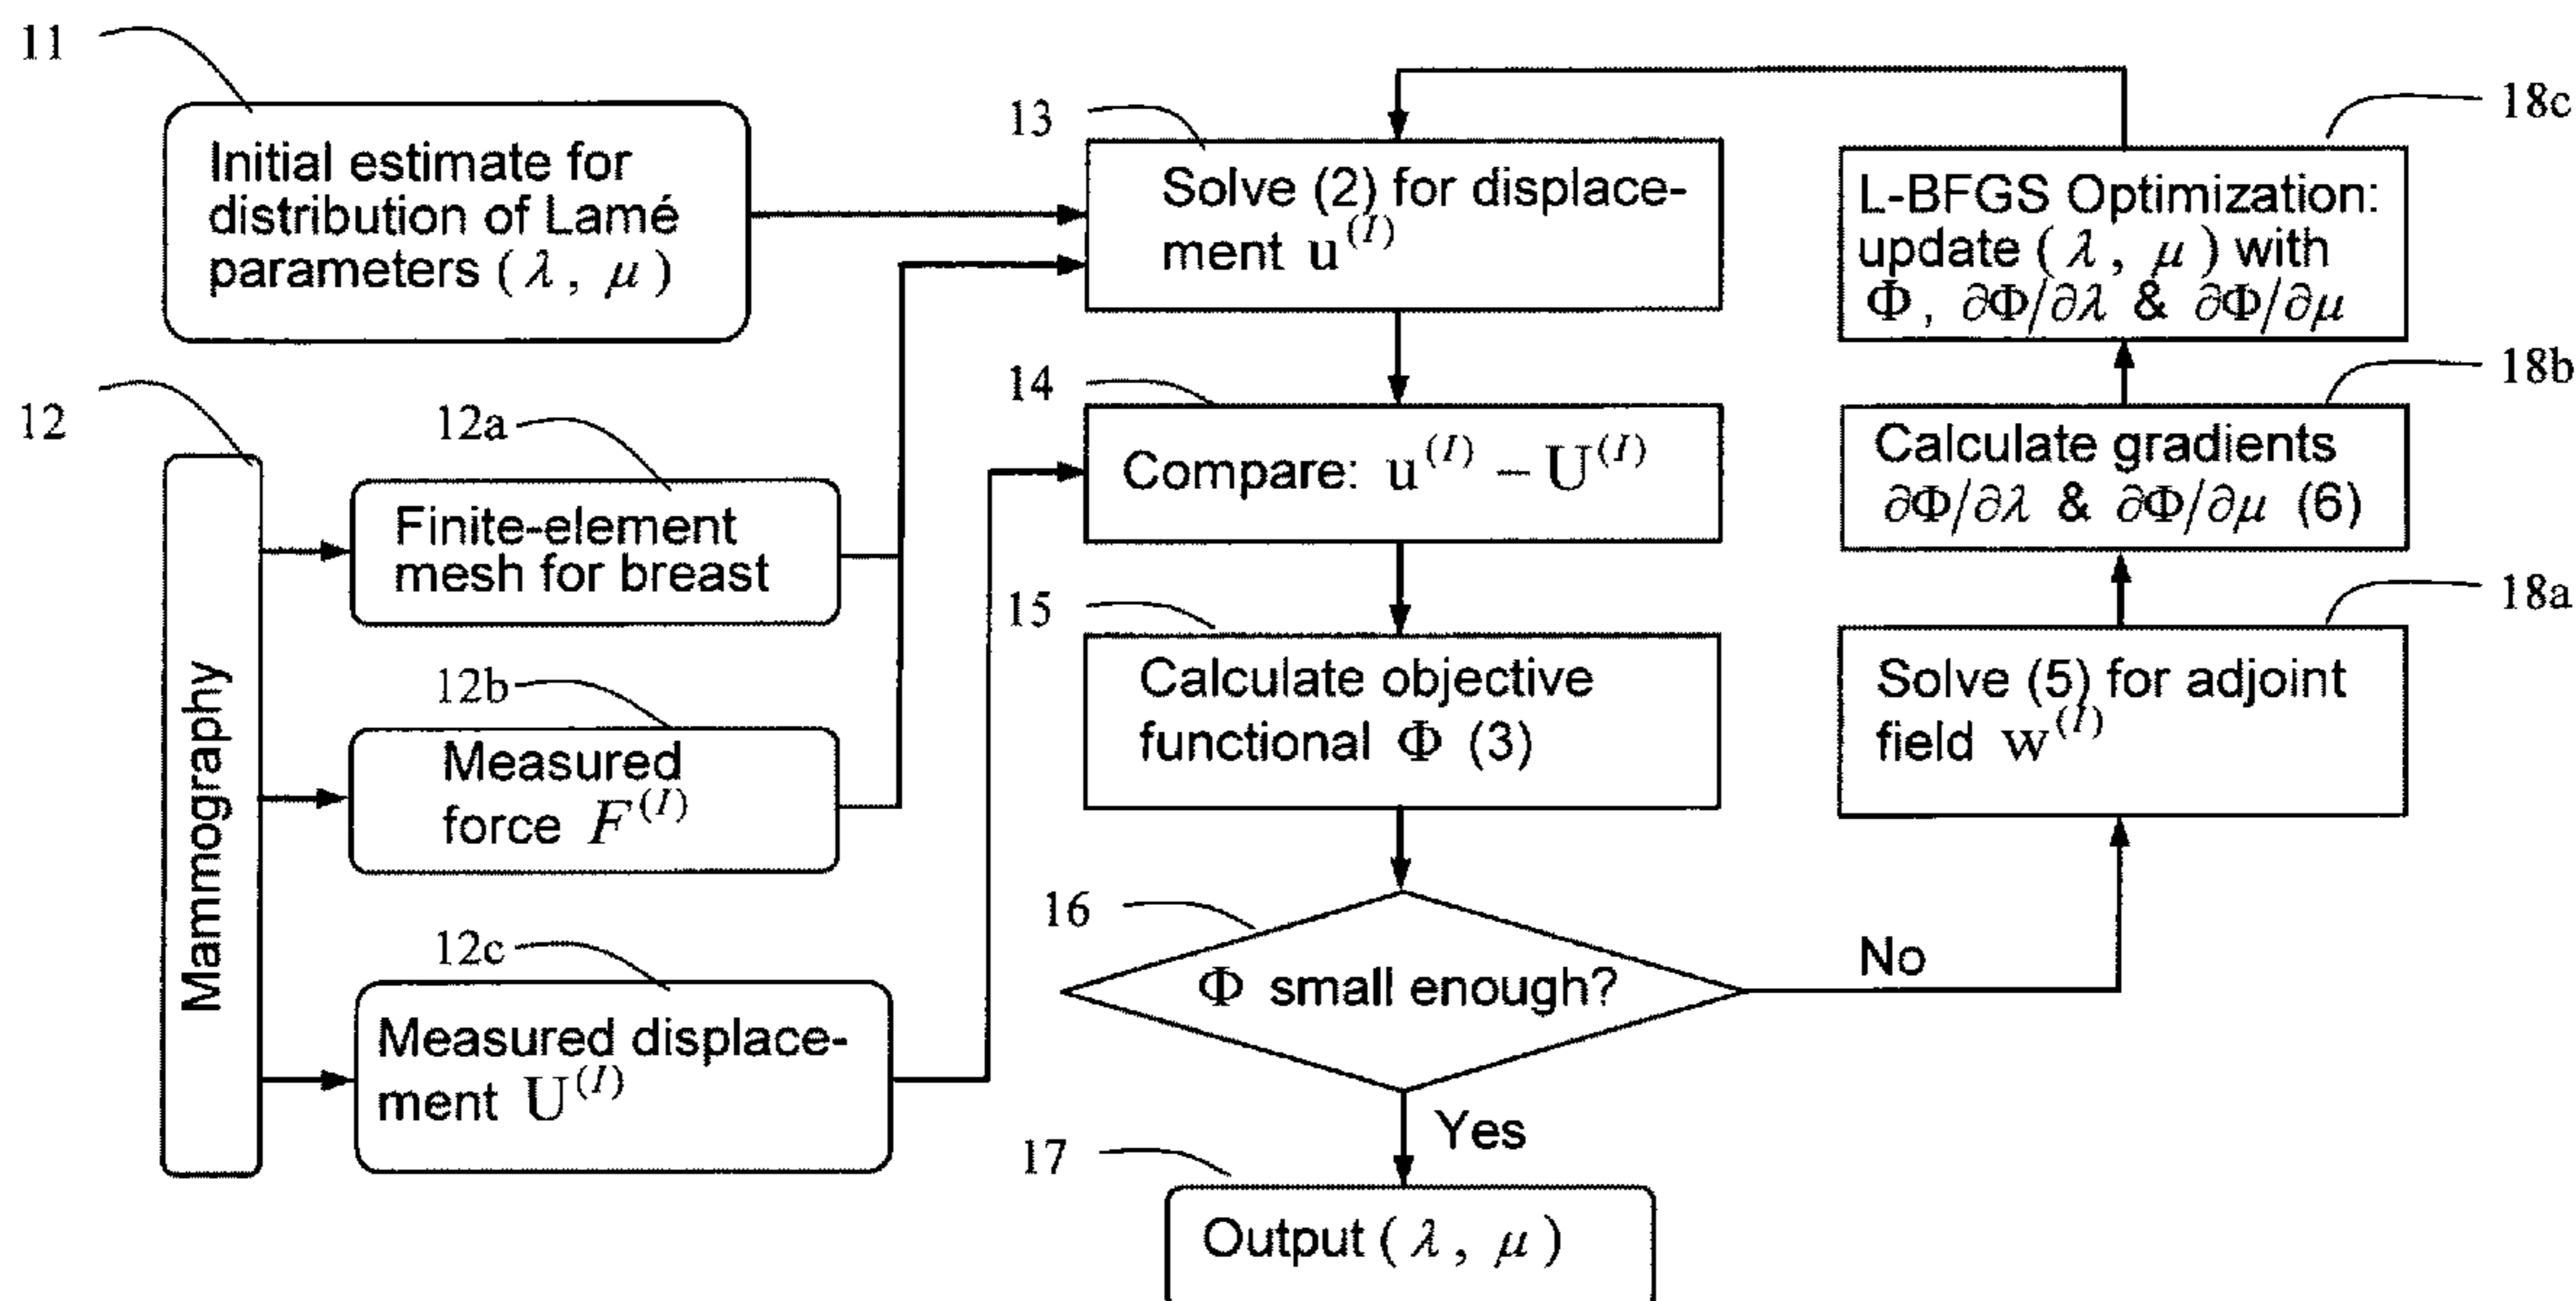 11
Initial estimate for
distribution of Lamé
parameters (λ, μ)
12
Mammography
12a
Finite-element
mesh for breast
12b
Measured
force F^(I)
12c
Measured displace-
ment U^(I)
13
Solve (2) for displace-
ment u^(I)
14
Compare: u^(I) – U^(I)
15
Calculate objective
functional Φ (3)
16
Φ small enough?
No
Yes
17
Output (λ, μ)
18c
L-BFGS Optimization:
update (λ, μ) with
Φ, ∂Φ/∂λ & ∂Φ/∂μ
18b
Calculate gradients
∂Φ/∂λ & ∂Φ/∂μ (6)
18a
Solve (5) for adjoint
field w^(I)